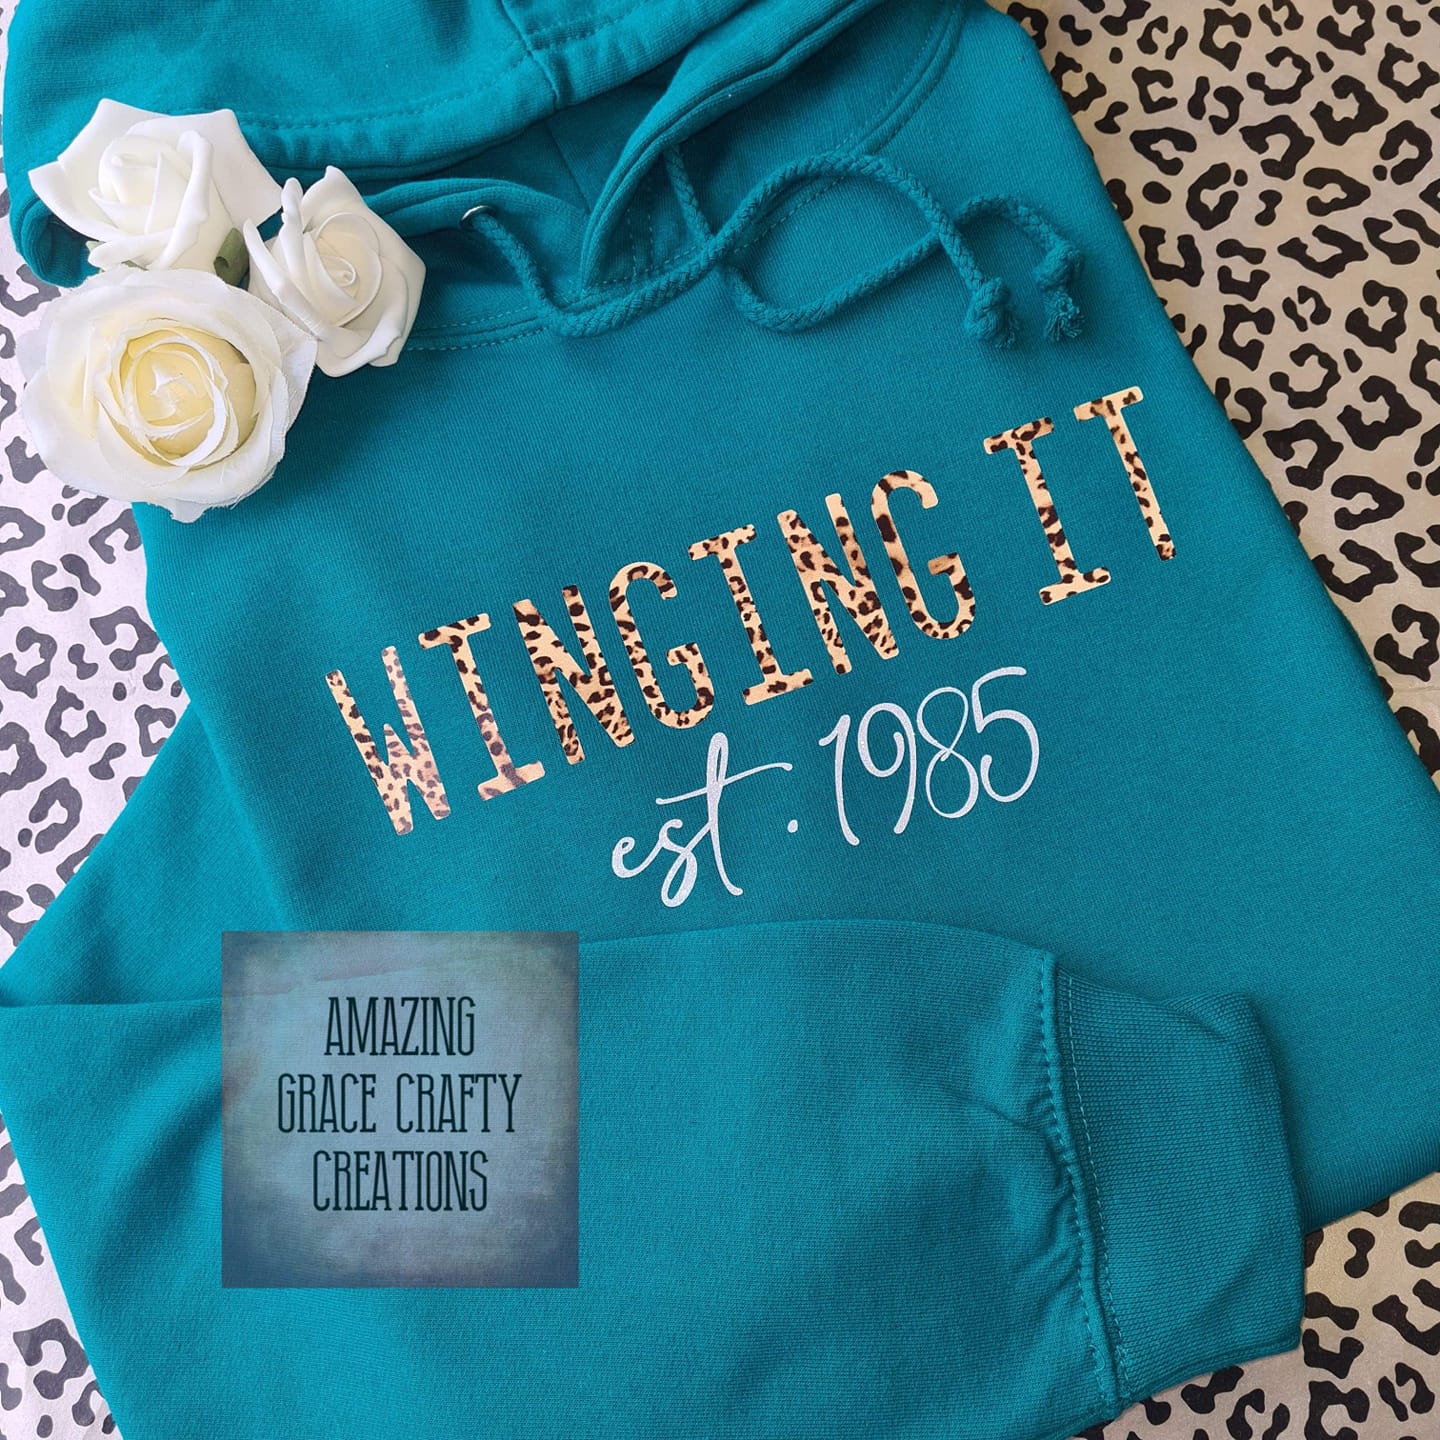 WINGING IT
est. 1985
AMAZING
GRACE CRAFTY
CREATIONS